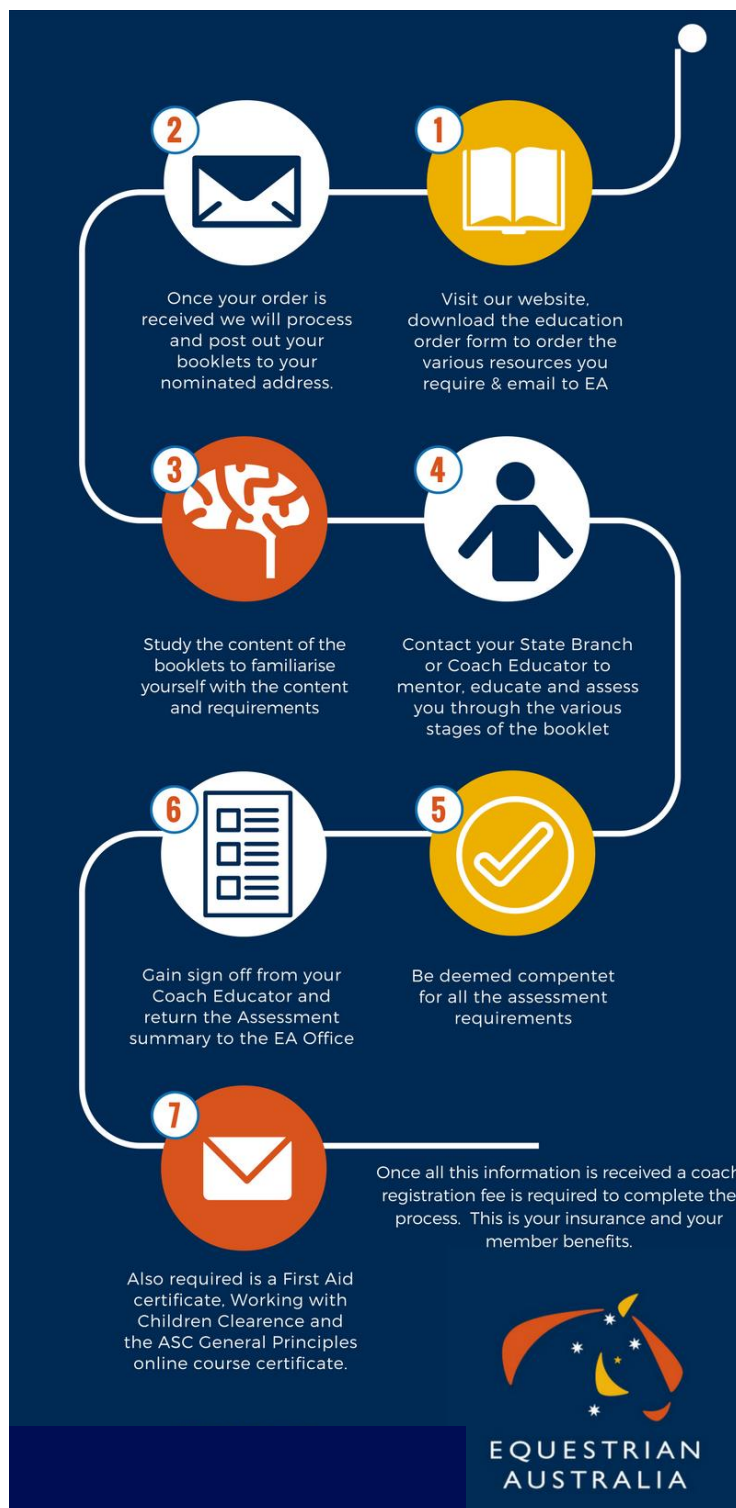 1
Visit our website,
download the education
order form to order the
various resources you
require & email to EA
2
Once your order is
received we will process
and post out your
booklets to your
nominated address.
3
Study the content of the
booklets to familiarise
yourself with the content
and requirements
4
Contact your State Branch
or Coach Educator to
mentor, educate and assess
you through the various
stages of the booklet
5
Be deemed compentet
for all the assessment
requirements
6
Gain sign off from your
Coach Educator and
return the Assessment
summary to the EA Office
7
Also required is a First Aid
certificate, Working with
Children Clearence and
the ASC General Principles
online course certificate.
Once all this information is received a coach
registration fee is required to complete the
process. This is your insurance and your
member benefits.
EQUESTRIAN
AUSTRALIA